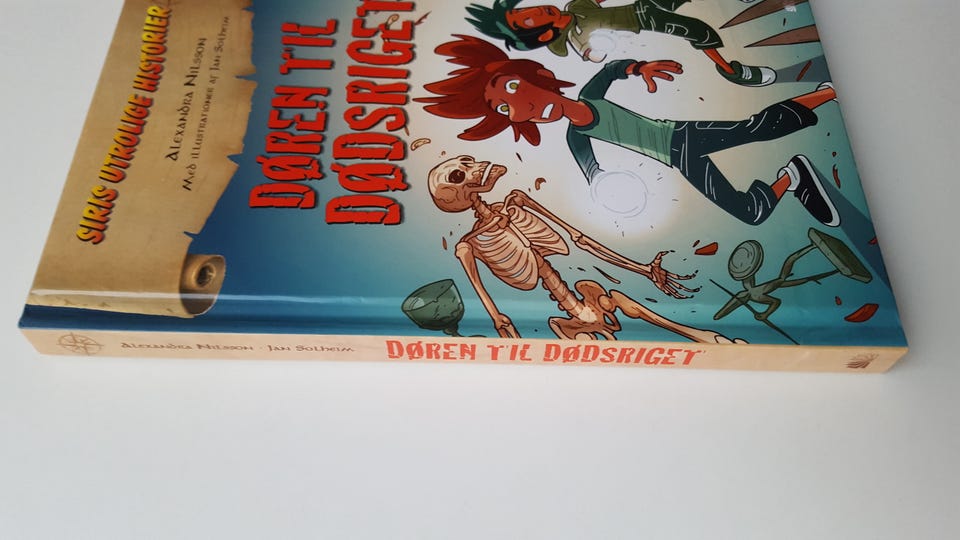 SIRIS UTROLIGE HISTORIER
ALEXANDRA NILSSON
MED ILLUSTRATIONER AF JAN SOLHEIM
DØREN TIL
DØDSRIGET
ALEXANDRA NILSSON · JAN SOLHEIM DØREN TIL DØDSRIGET